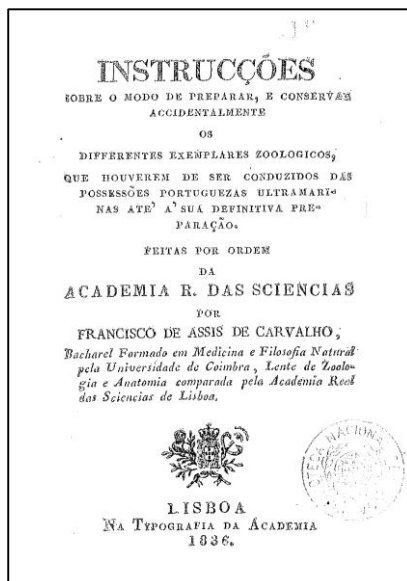 INSTRUCÇÕES
SOBRE O MODO DE PREPARAR, E CONSERVAR
ACCIDENTALMENTE
OS
DIFFERENTES EXEMPLARES ZOOLOGICOS,
QUE HOUVEREM DE SER CONDUZIDOS DAS
POSSESSÕES PORTUGUEZAS ULTRAMARI-
NAS ATE' A' SUA DEFINITIVA PRE-
PARAÇÃO.
FEITAS POR ORDEM
DA
ACADEMIA R. DAS SCIENCIAS
POR
FRANCISCO DE ASSIS DE CARVALHO,
Bacharel Formado em Medicina e Filosofia Natural
pela Universidade de Coimbra, Lente de Zoolo-
gia e Anatomia comparada pela Academia Real
das Sciencias de Lisboa.
LISBOA
NA TYPOGRAFIA DA ACADEMIA
1836.
NACIONAL